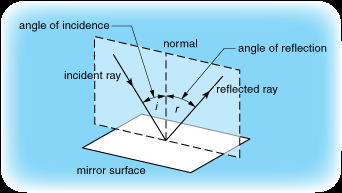 angle of incidence
normal
angle of reflection
incident ray
reflected ray
i
r
mirror surface